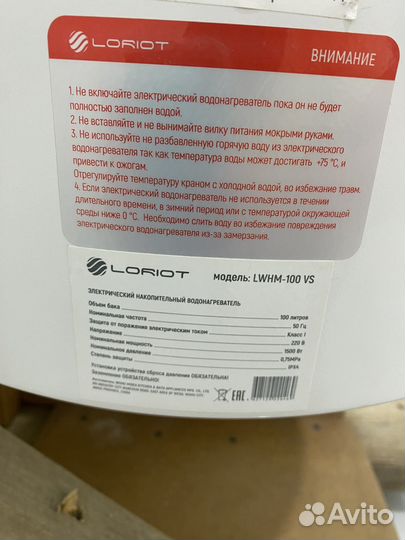 LORIOT
ВНИМАНИЕ
1. Не включайте электрический водонагреватель пока он не будет
полностью заполнен водой.
2. Не вставляйте и не вынимайте вилку питания мокрыми руками.
3. Не используйте не разбавленную горячую воду из электрического
водонагревателя так как температура воды может достигать +75 °C, и
привести к ожогам.
Отрегулируйте температуру краном с холодной водой, во избежание травм.
4. Если электрический водонагреватель не используется в течении
длительного времени, в зимний период или с температурой окружающей
среды ниже 0 °C. Необходимо слить воду во избежание повреждения
электрического водонагревателя из-за замерзания.
LORIOT
модель: LWHM-100 VS
ЭЛЕКТРИЧЕСКИЙ НАКОПИТЕЛЬНЫЙ ВОДОНАГРЕВАТЕЛЬ
Объем бака 100 литров
Номинальная частота 50 Гц
Защита от поражения электрическим током Класс I
Напряжение 220 В
Номинальная мощность 1500 Вт
Номинальное давление 0,75MPa
Степень защиты IPX4
Установка устройства сброса давления ОБЯЗАТЕЛЬНА!
Заземление ОБЯЗАТЕЛЬНО!
EAC
Avito